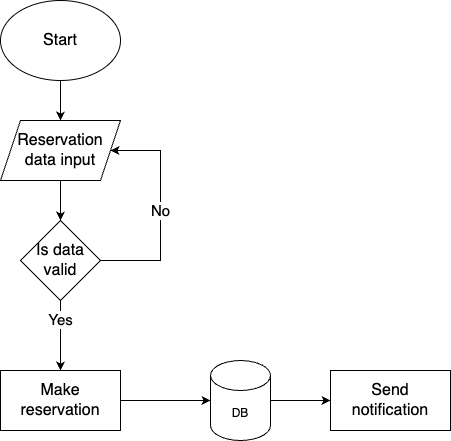 Start
Reservation
data input
No
Is data
valid
Yes
Make
reservation
DB
Send
notification